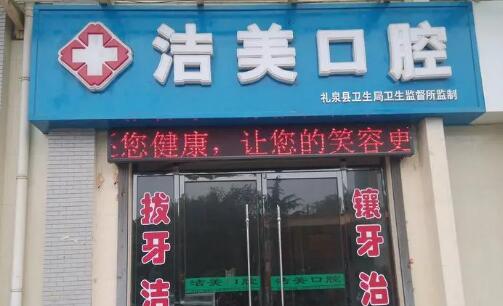 洁美口腔
礼泉县卫生局卫生监督所监制
您健康，让您的笑容更
拔牙洁
镶牙治
洁美口腔 洁美口腔